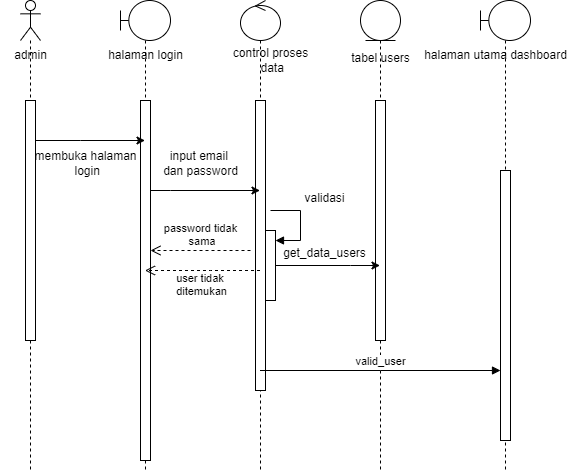 admin
halaman login
control proses
data
tabel users
halaman utama dashboard
membuka halaman
login
input email
dan password
validasi
password tidak
sama
get_data_users
user tidak
ditemukan
valid_user